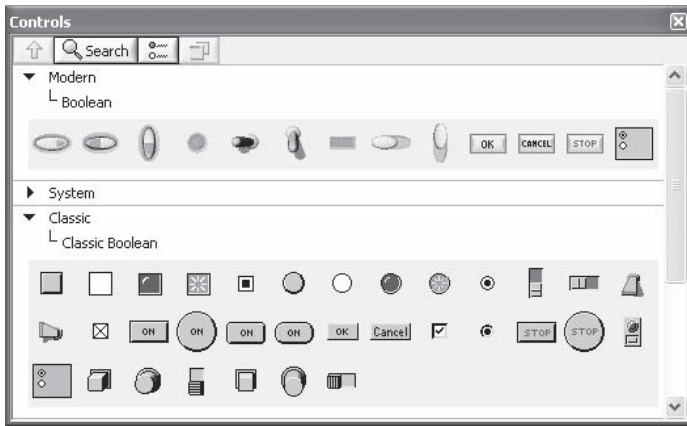 Controls
Search
Modern
Boolean
OK CANCEL STOP
System
Classic
Classic Boolean
ON ON ON ON OK Cancel STOP STOP